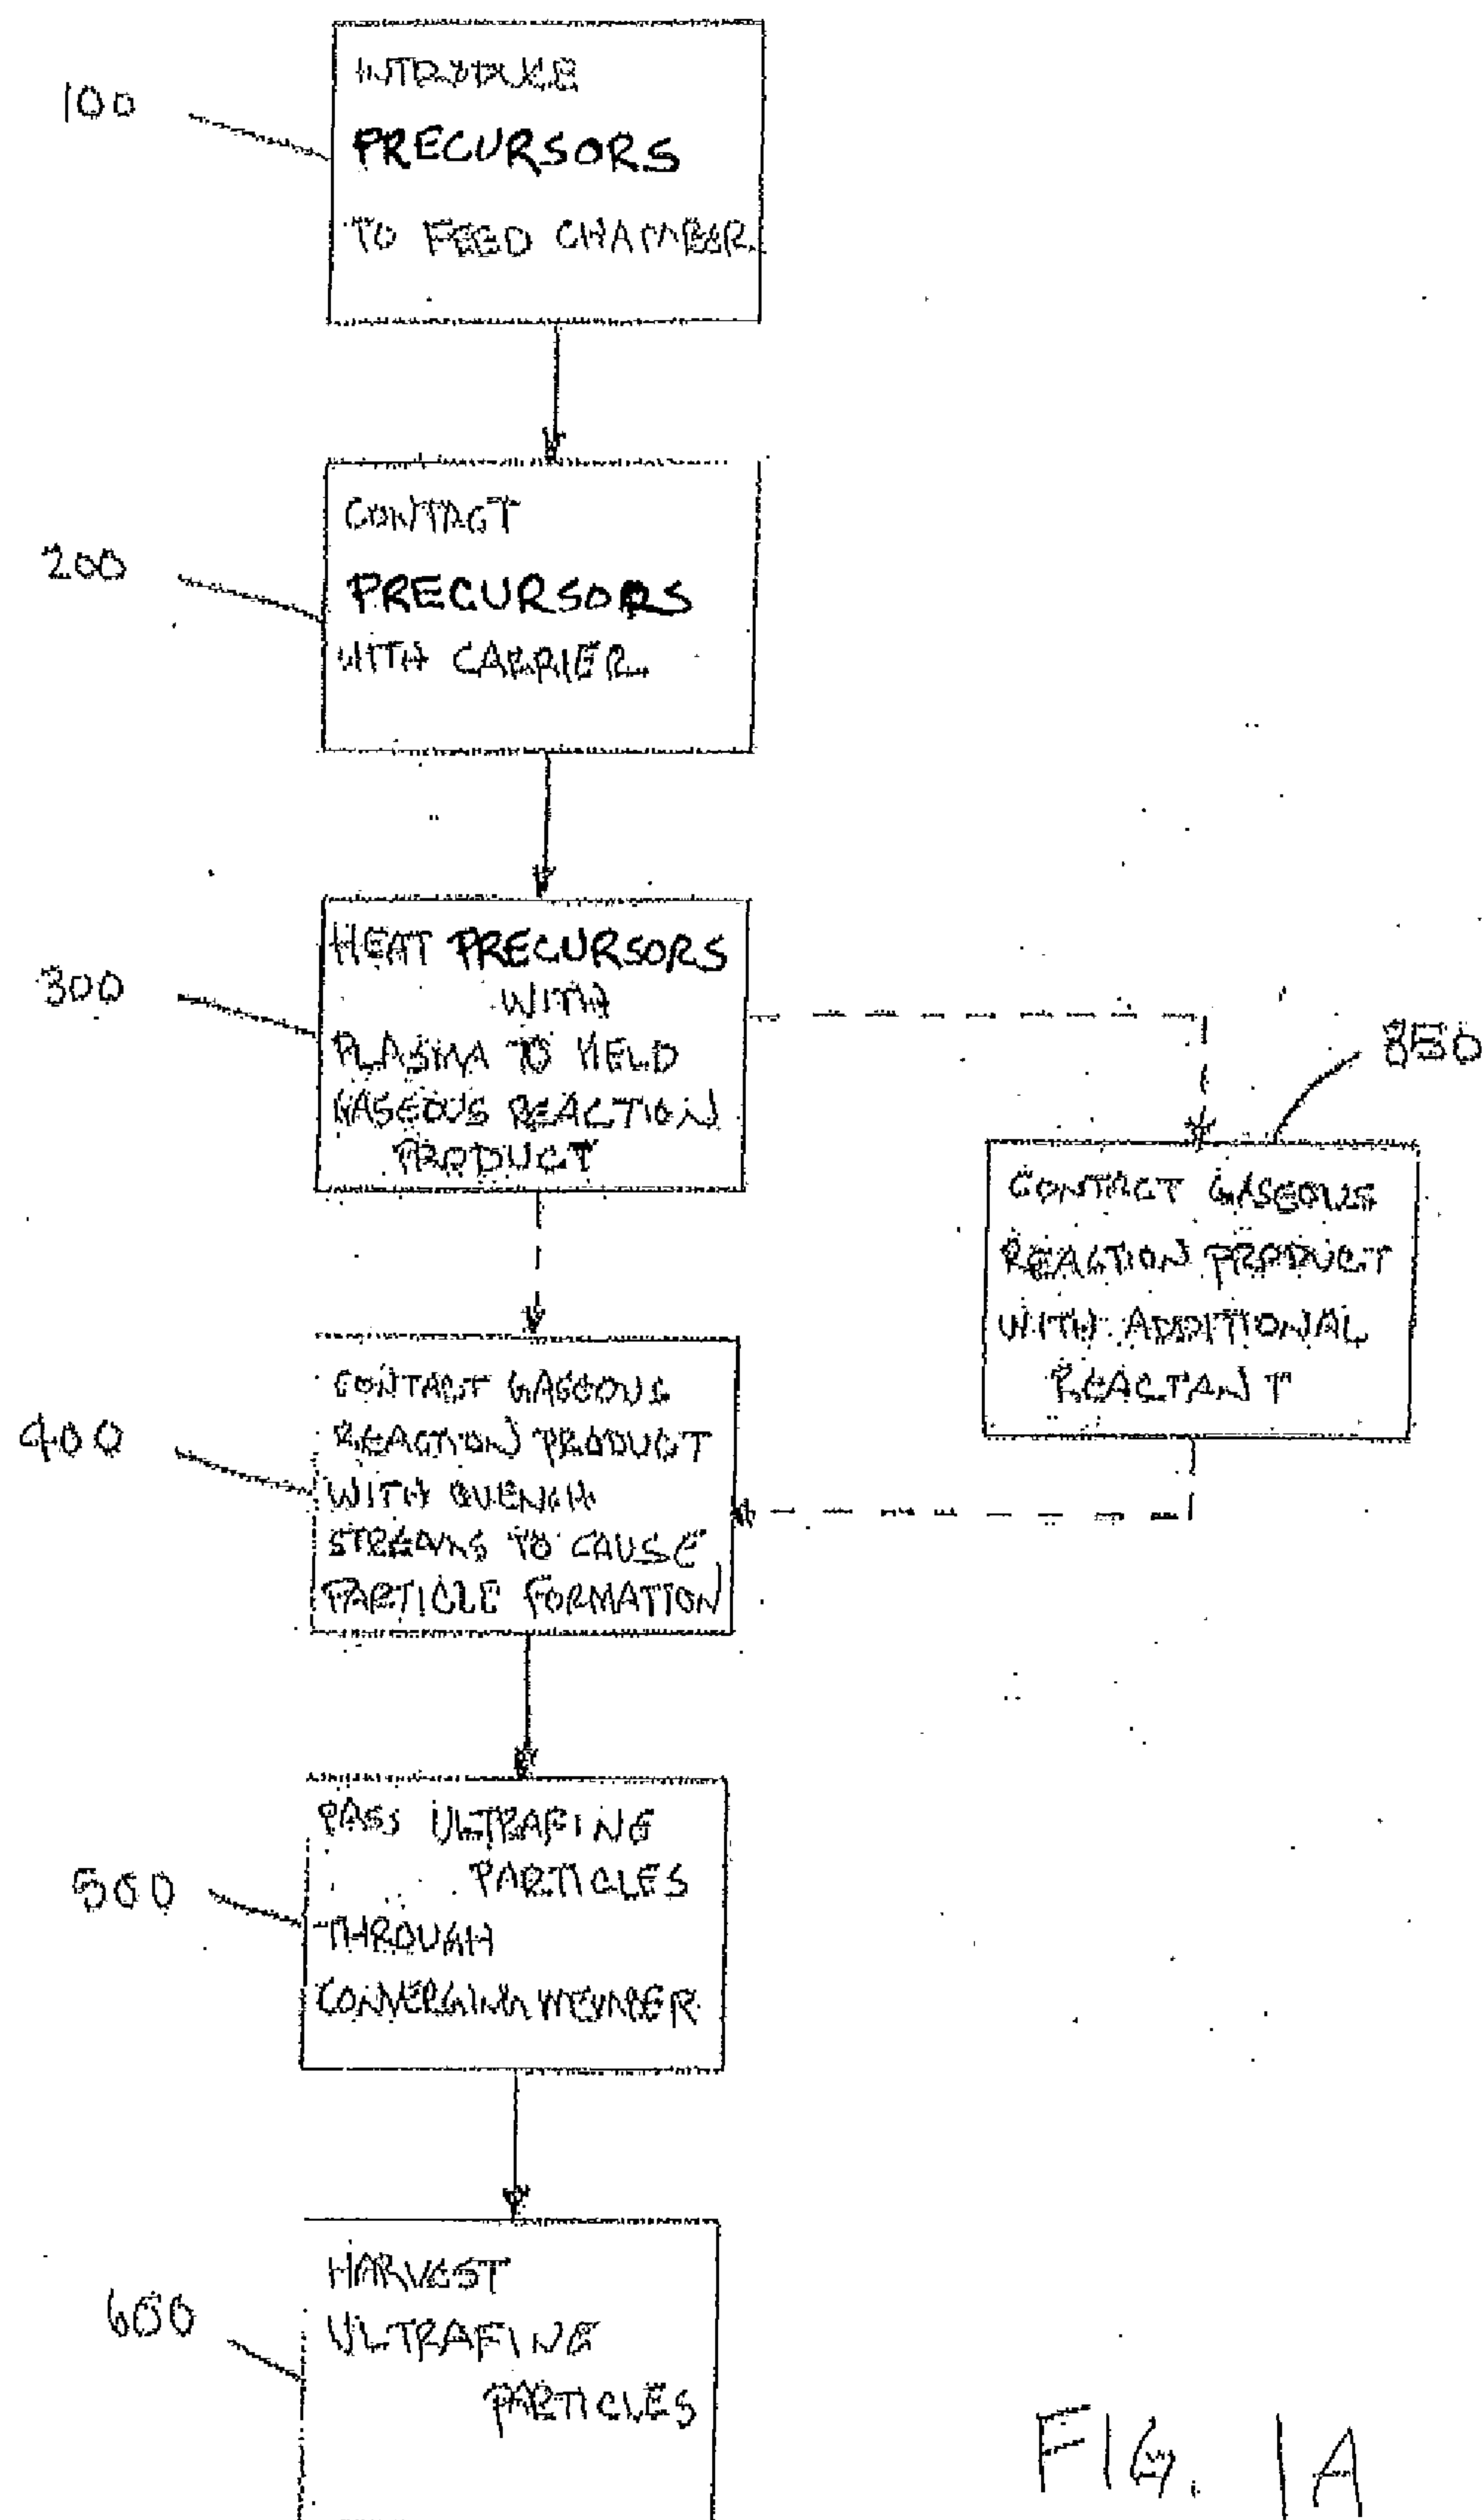 100
INTRODUCE
PRECURSORS
TO FEED CHAMBER
200
CONTACT
PRECURSORS
WITH CARRIER
300
HEAT PRECURSORS
WITH
PLASMA TO YIELD
GASEOUS REACTION
PRODUCT
350
CONTACT GASEOUS
REACTION PRODUCT
WITH ADDITIONAL
REACTANT
400
CONTACT GASEOUS
REACTION PRODUCT
WITH QUENCH
STREAMS TO CAUSE
PARTICLE FORMATION
500
PASS ULTRAFINE
PARTICLES
THROUGH
CONVERGING MEMBER
600
HARVEST
ULTRAFINE
PARTICLES
FIG. 1A